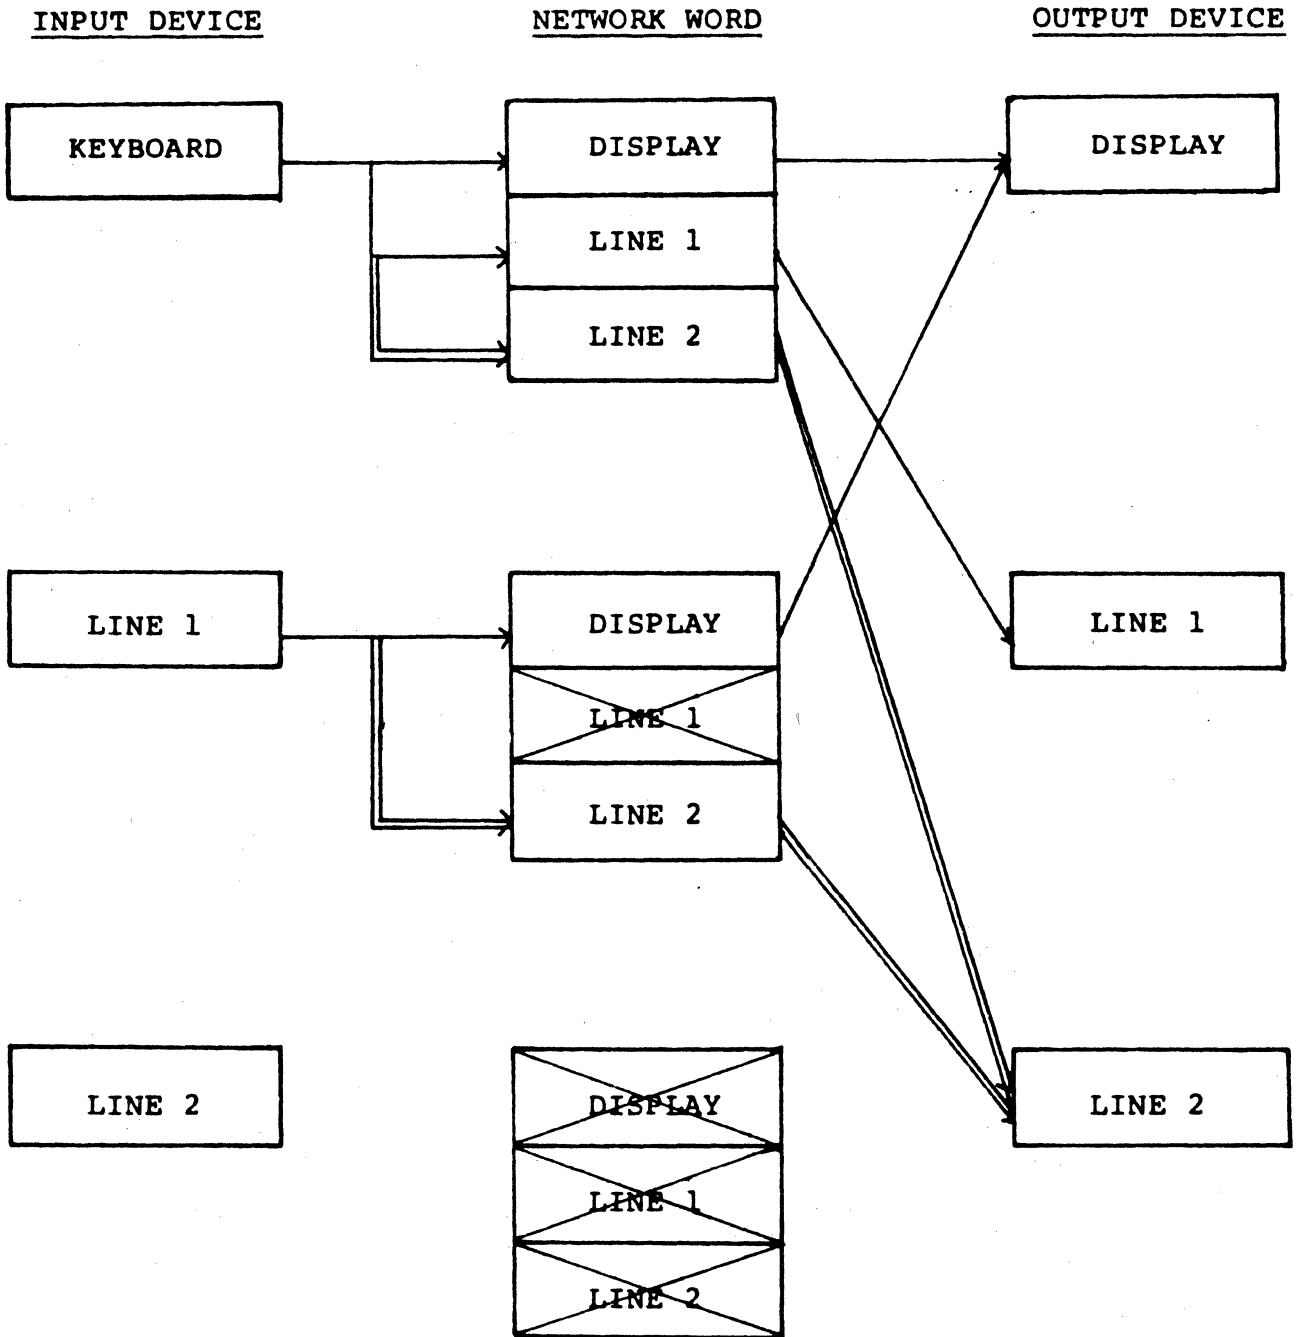 INPUT DEVICE NETWORK WORD OUTPUT DEVICE
KEYBOARD DISPLAY DISPLAY
LINE 1
LINE 2
LINE 1 DISPLAY LINE 1
LINE 1
LINE 2
LINE 2 DISPLAY LINE 2
LINE 1
LINE 2